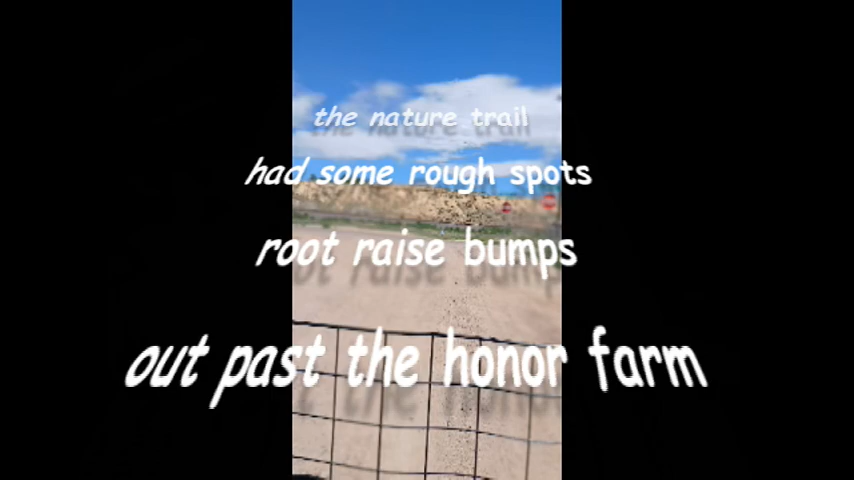 the nature trail
had some rough spots
root raise bumps
out past the honor farm